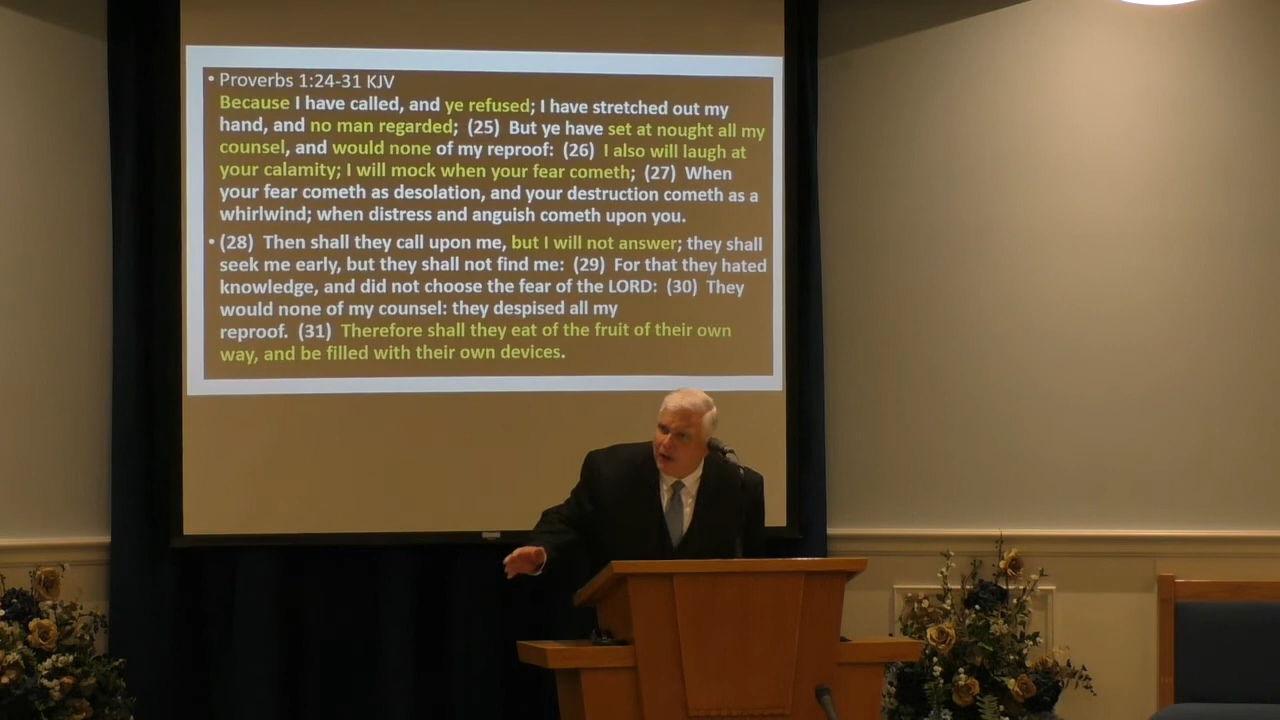 • Proverbs 1:24-31 KJV
Because I have called, and ye refused; I have stretched out my
hand, and no man regarded; (25) But ye have set at nought all my
counsel, and would none of my reproof: (26) I also will laugh at
your calamity; I will mock when your fear cometh; (27) When
your fear cometh as desolation, and your destruction cometh as a
whirlwind; when distress and anguish cometh upon you.
• (28) Then shall they call upon me, but I will not answer; they shall
seek me early, but they shall not find me: (29) For that they hated
knowledge, and did not choose the fear of the LORD: (30) They
would none of my counsel: they despised all my
reproof. (31) Therefore shall they eat of the fruit of their own
way, and be filled with their own devices.